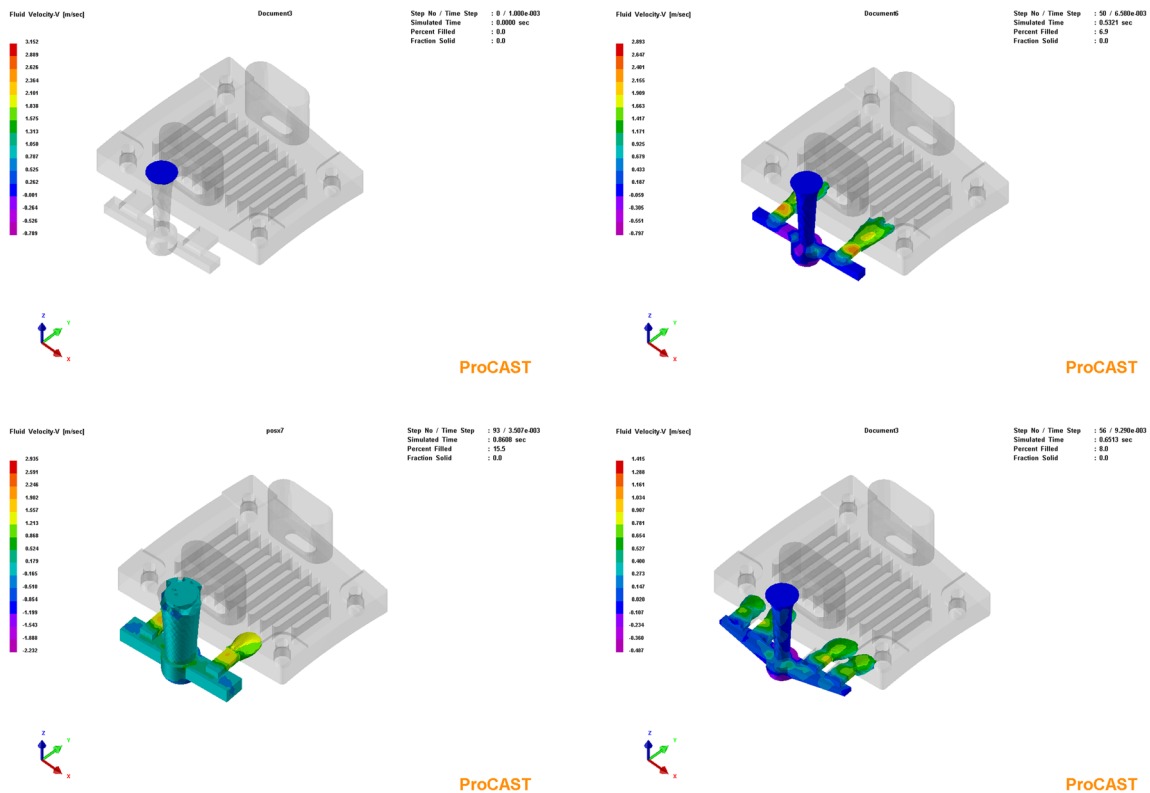 Fluid Velocity-V [m/sec]
Document3
Step No / Time Step : 0 / 1.000e-003
Simulated Time : 0.0000 sec
Percent Filled : 0.0
Fraction Solid : 0.0
3.152
2.889
2.626
2.364
2.101
1.838
1.575
1.313
1.050
0.787
0.525
0.262
-0.001
-0.264
-0.526
-0.789
Z
Y
X
ProCAST
Fluid Velocity-V [m/sec]
Document6
Step No / Time Step : 50 / 6.580e-003
Simulated Time : 0.5321 sec
Percent Filled : 6.9
Fraction Solid : 0.0
2.893
2.647
2.401
2.155
1.909
1.663
1.417
1.171
0.925
0.679
0.433
0.187
-0.059
-0.305
-0.551
-0.797
Z
Y
X
ProCAST
Fluid Velocity-V [m/sec]
posx7
Step No / Time Step : 93 / 3.507e-003
Simulated Time : 0.8608 sec
Percent Filled : 15.5
Fraction Solid : 0.0
2.935
2.591
2.246
1.902
1.557
1.213
0.868
0.524
0.179
-0.165
-0.510
-0.854
-1.199
-1.543
-1.888
-2.232
Z
Y
X
ProCAST
Fluid Velocity-V [m/sec]
Document3
Step No / Time Step : 56 / 9.290e-003
Simulated Time : 0.6513 sec
Percent Filled : 8.0
Fraction Solid : 0.0
1.415
1.288
1.161
1.034
0.907
0.781
0.654
0.527
0.400
0.273
0.147
0.020
-0.107
-0.234
-0.360
-0.487
Z
Y
X
ProCAST